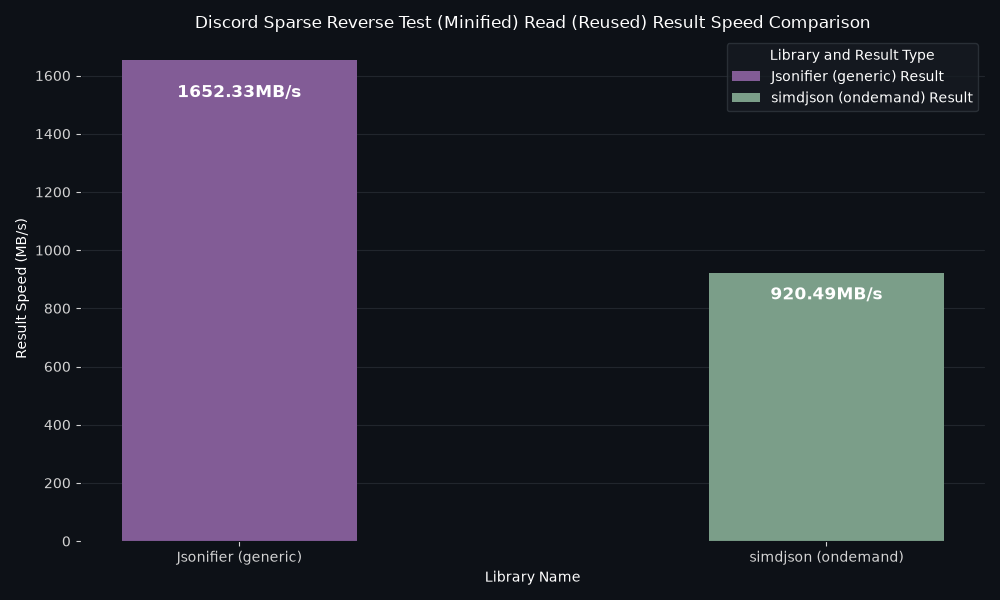 Discord Sparse Reverse Test (Minified) Read (Reused) Result Speed Comparison
Library and Result Type
Jsonifier (generic) Result
simdjson (ondemand) Result
1652.33MB/s
920.49MB/s
Result Speed (MB/s)
1600
1400
1200
1000
800
600
400
200
0
Jsonifier (generic)
simdjson (ondemand)
Library Name